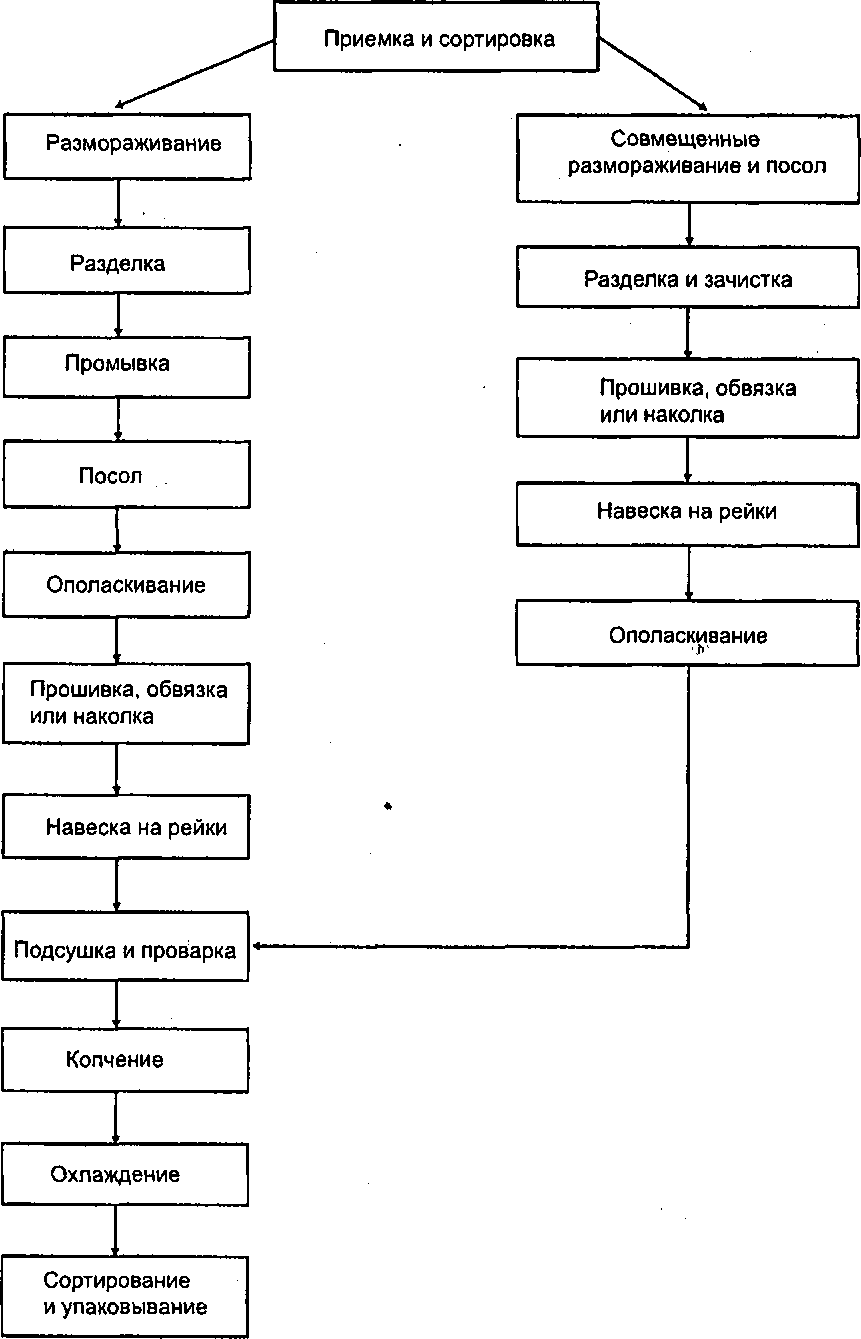 Приемка и сортировка
Размораживание
Разделка
Промывка
Посол
Ополаскивание
Прошивка, обвязка
или наколка
Навеска на рейки
Подсушка и проварка
Копчение
Охлаждение
Сортирование
и упаковывание
Совмещенные
размораживание и посол
Разделка и зачистка
Прошивка, обвязка
или наколка
Навеска на рейки
Ополаскивание